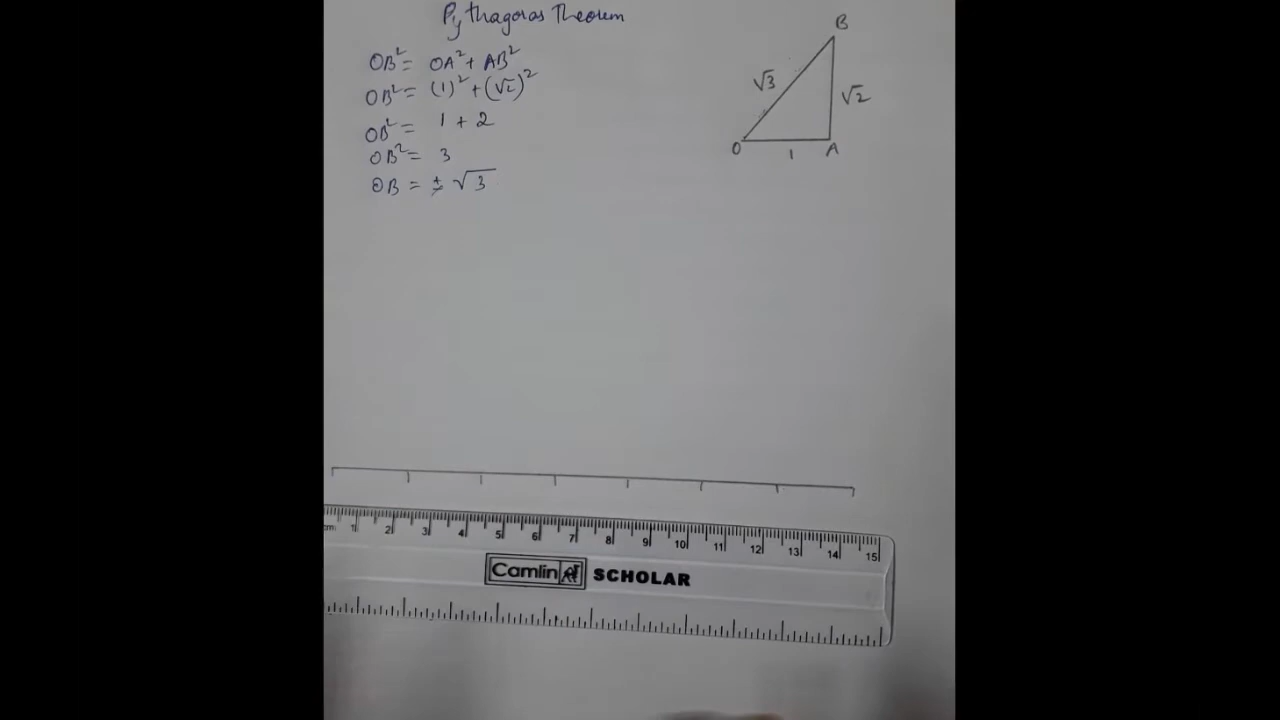 Pythagoras Theorem
OB² = OA² + AB²
OB² = (1)² + (√2)²
OB² = 1 + 2
OB² = 3
OB = ± √3
B
√3
√2
O
1
A
cm 1 2 3 4 5 6 7 8 9 10 11 12 13 14 15
Camlin SCHOLAR